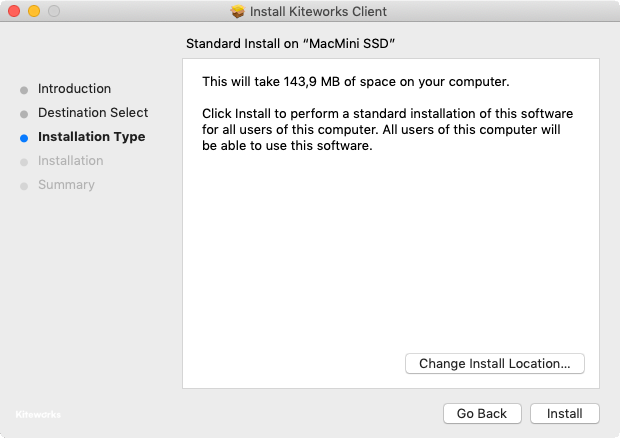 Install Kiteworks Client
Standard Install on “MacMini SSD”
Introduction
Destination Select
Installation Type
Installation
Summary
This will take 143,9 MB of space on your computer.
Click Install to perform a standard installation of this software
for all users of this computer. All users of this computer will
be able to use this software.
Change Install Location...
Kiteworks
Go Back
Install